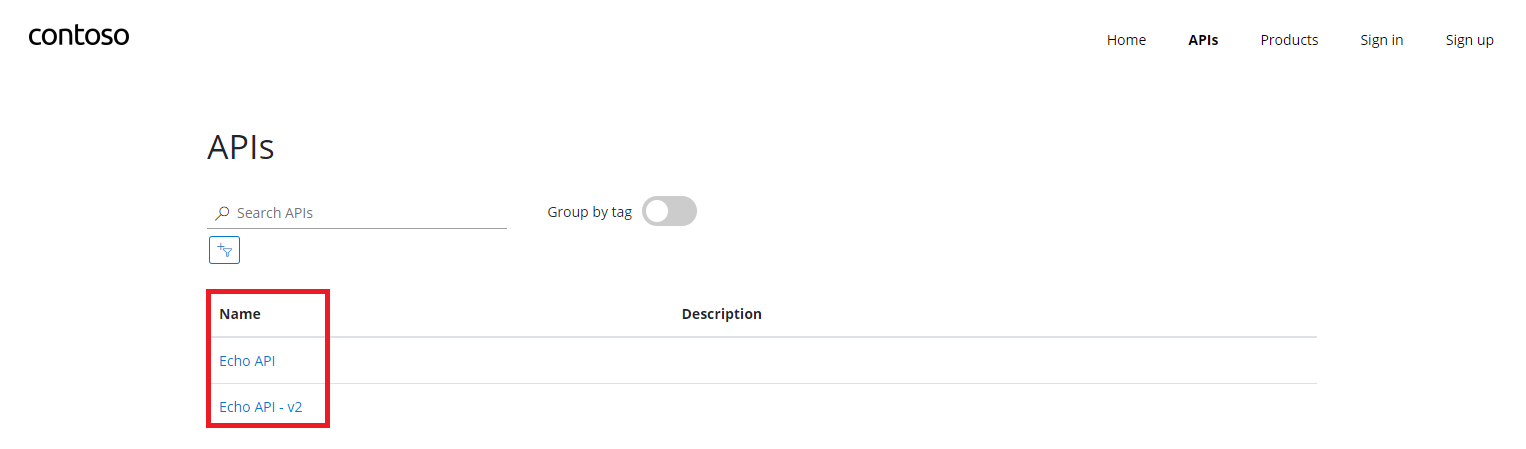 contoso
Home APIs Products Sign in Sign up
APIs
Search APIs Group by tag
Name Description
Echo API
Echo API - v2